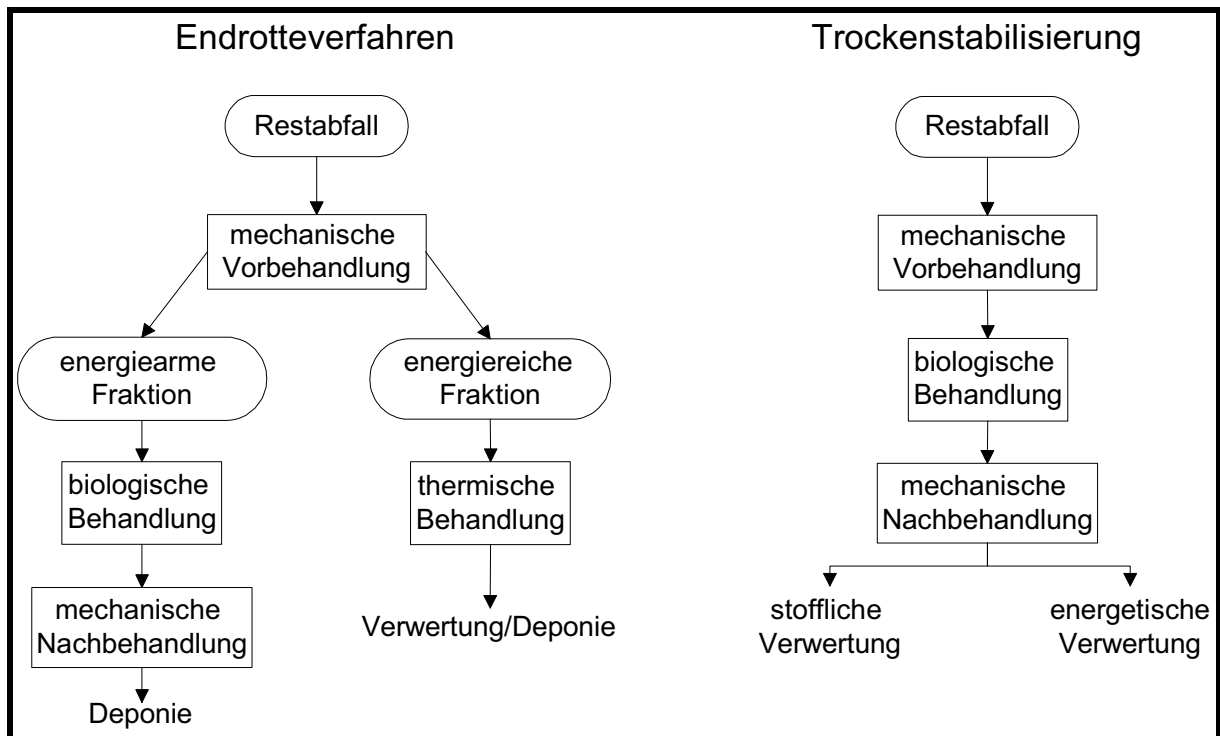 Endrotteverfahren
Restabfall
mechanische
Vorbehandlung
energiearme
Fraktion
energiereiche
Fraktion
biologische
Behandlung
thermische
Behandlung
mechanische
Nachbehandlung
Verwertung/Deponie
Deponie
Trockenstabilisierung
Restabfall
mechanische
Vorbehandlung
biologische
Behandlung
mechanische
Nachbehandlung
stoffliche
Verwertung
energetische
Verwertung